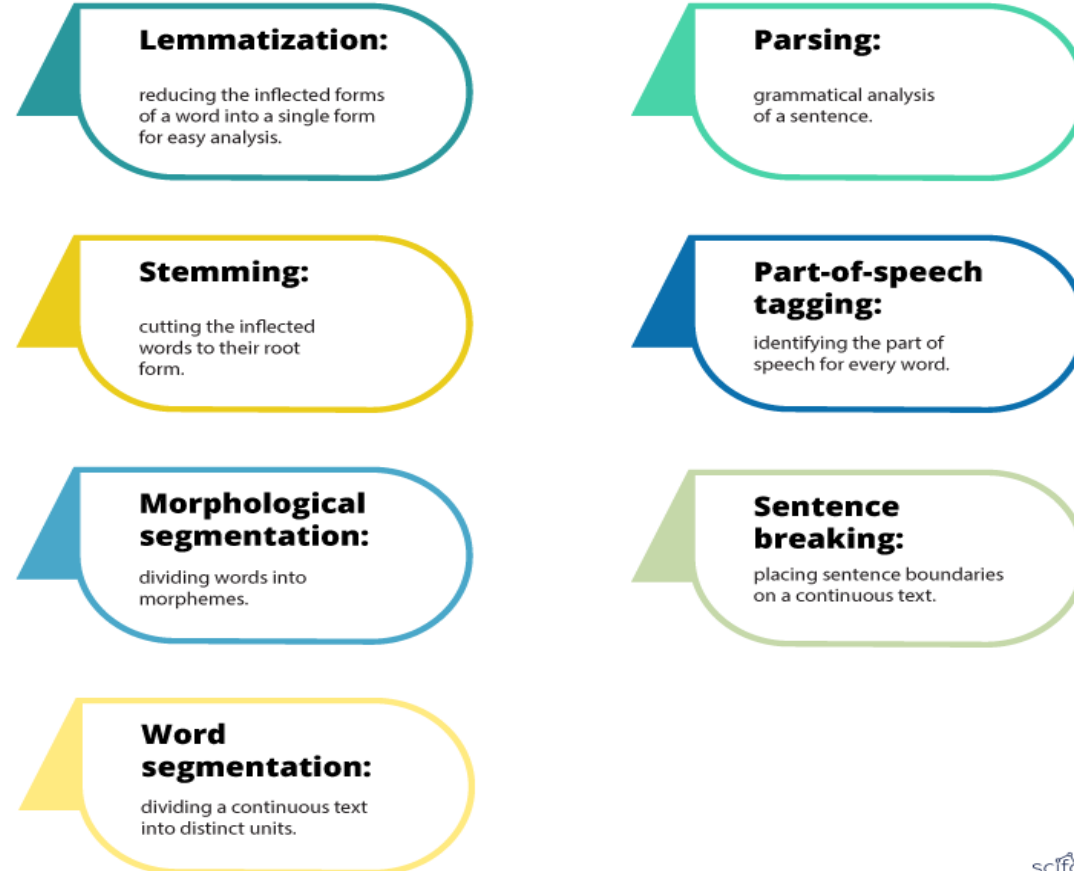 Lemmatization:
reducing the inflected forms
of a word into a single form
for easy analysis.
Stemming:
cutting the inflected
words to their root
form.
Morphological
segmentation:
dividing words into
morphemes.
Word
segmentation:
dividing a continuous text
into distinct units.
Parsing:
grammatical analysis
of a sentence.
Part-of-speech
tagging:
identifying the part of
speech for every word.
Sentence
breaking:
placing sentence boundaries
on a continuous text.